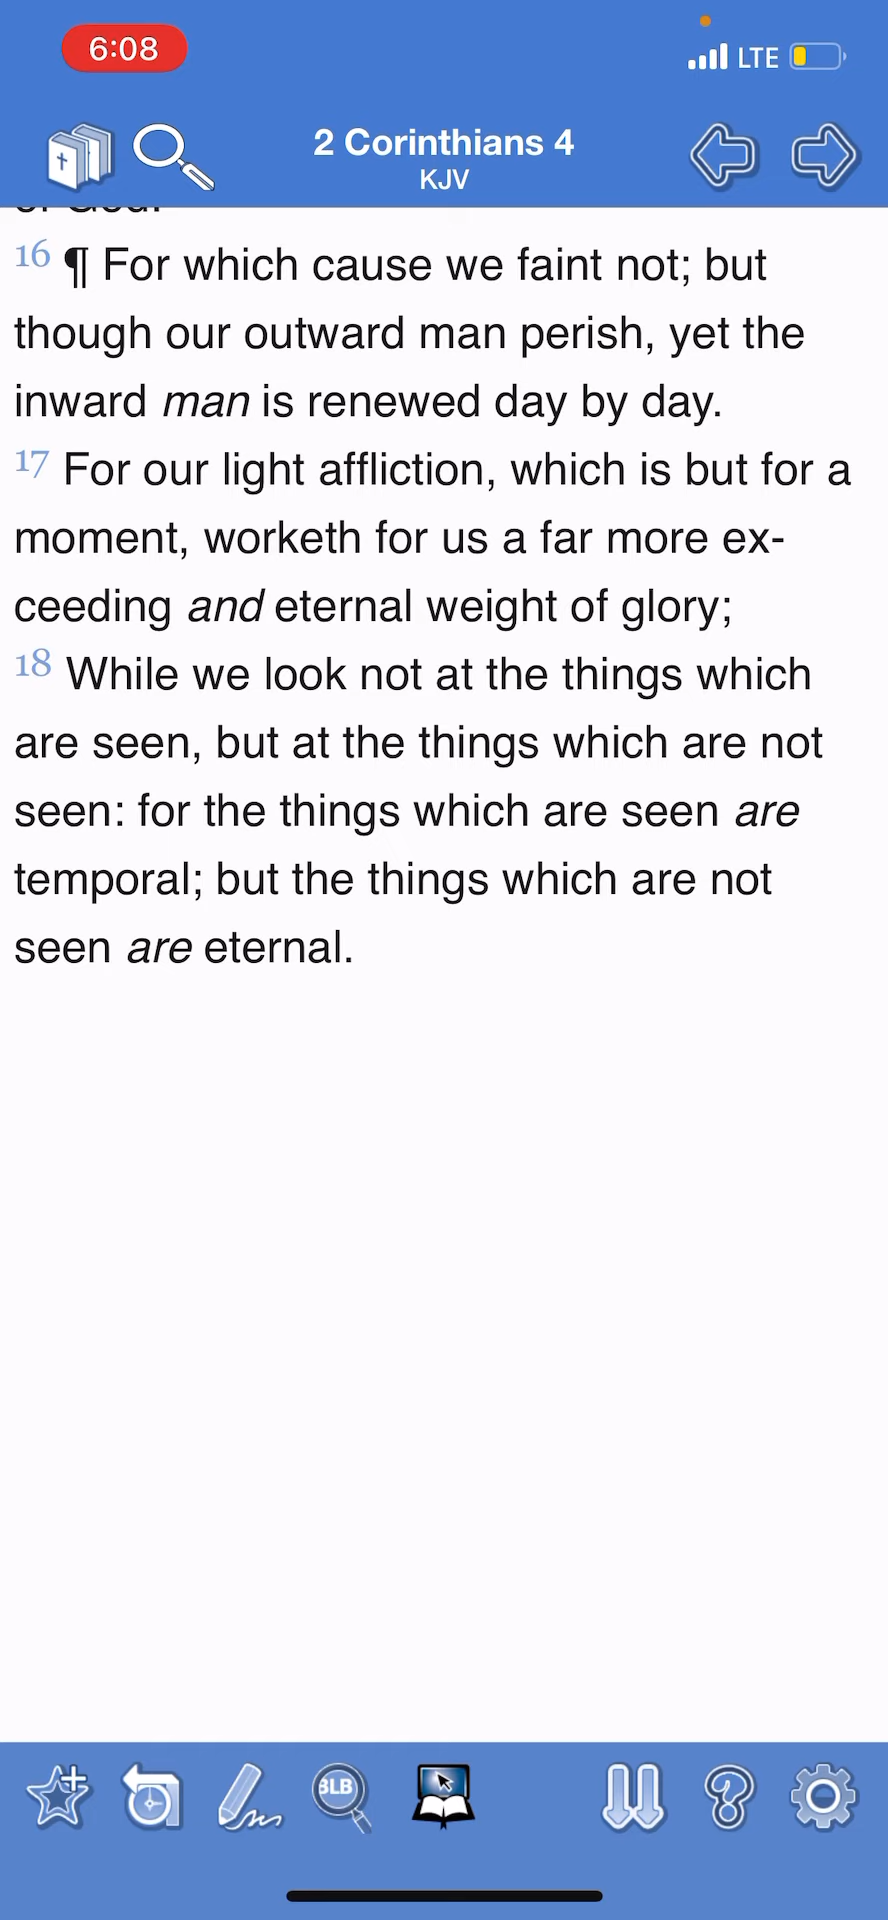 6:08
LTE
2 Corinthians 4
KJV
of God.
16 ¶ For which cause we faint not; but
though our outward man perish, yet the
inward man is renewed day by day.
17 For our light affliction, which is but for a
moment, worketh for us a far more ex-
ceeding and eternal weight of glory;
18 While we look not at the things which
are seen, but at the things which are not
seen: for the things which are seen are
temporal; but the things which are not
seen are eternal.
BLB